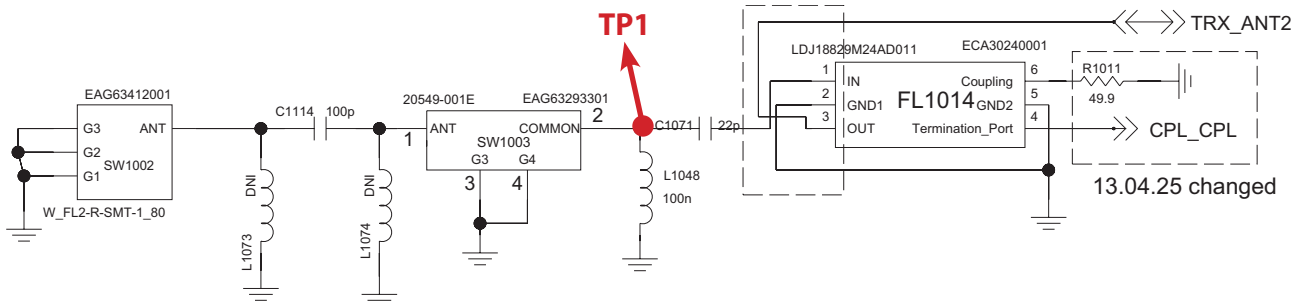 TP1
TRX_ANT2
LDJ18829M24AD011
ECA30240001
1
IN
2
GND1
3
OUT
FL1014
Coupling
6
GND2
5
Termination_Port
4
R1011
49.9
CPL_CPL
13.04.25 changed
EAG63412001
G3
G2
G1
ANT
SW1002
W_FL2-R-SMT-1_80
C1114
100p
DNI
L1073
DNI
L1074
20549-001E
EAG63293301
1
ANT
COMMON
2
SW1003
G3
G4
3
4
C1071
22p
L1048
100n